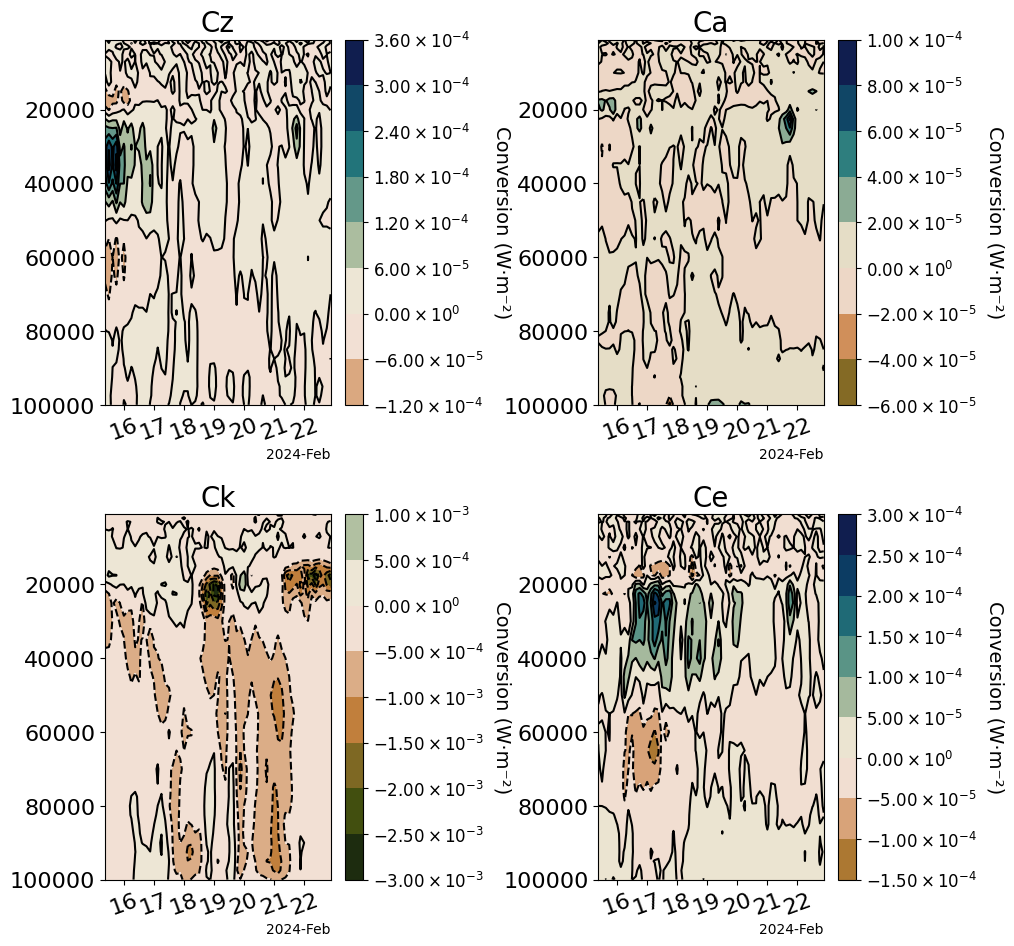 Cz
20000
40000
60000
80000
100000
16 17 18 19 20 21 22
2024-Feb
3.60 × 10⁻⁴
3.00 × 10⁻⁴
2.40 × 10⁻⁴
1.80 × 10⁻⁴
1.20 × 10⁻⁴
6.00 × 10⁻⁵
0.00 × 10⁰
−6.00 × 10⁻⁵
−1.20 × 10⁻⁴
Conversion (W·m⁻²)
Ca
20000
40000
60000
80000
100000
16 17 18 19 20 21 22
2024-Feb
1.00 × 10⁻⁴
8.00 × 10⁻⁵
6.00 × 10⁻⁵
4.00 × 10⁻⁵
2.00 × 10⁻⁵
0.00 × 10⁰
−2.00 × 10⁻⁵
−4.00 × 10⁻⁵
−6.00 × 10⁻⁵
Conversion (W·m⁻²)
Ck
20000
40000
60000
80000
100000
16 17 18 19 20 21 22
2024-Feb
1.00 × 10⁻³
5.00 × 10⁻⁴
0.00 × 10⁰
−5.00 × 10⁻⁴
−1.00 × 10⁻³
−1.50 × 10⁻³
−2.00 × 10⁻³
−2.50 × 10⁻³
−3.00 × 10⁻³
Conversion (W·m⁻²)
Ce
20000
40000
60000
80000
100000
16 17 18 19 20 21 22
2024-Feb
3.00 × 10⁻⁴
2.50 × 10⁻⁴
2.00 × 10⁻⁴
1.50 × 10⁻⁴
1.00 × 10⁻⁴
5.00 × 10⁻⁵
0.00 × 10⁰
−5.00 × 10⁻⁵
−1.00 × 10⁻⁴
−1.50 × 10⁻⁴
Conversion (W·m⁻²)